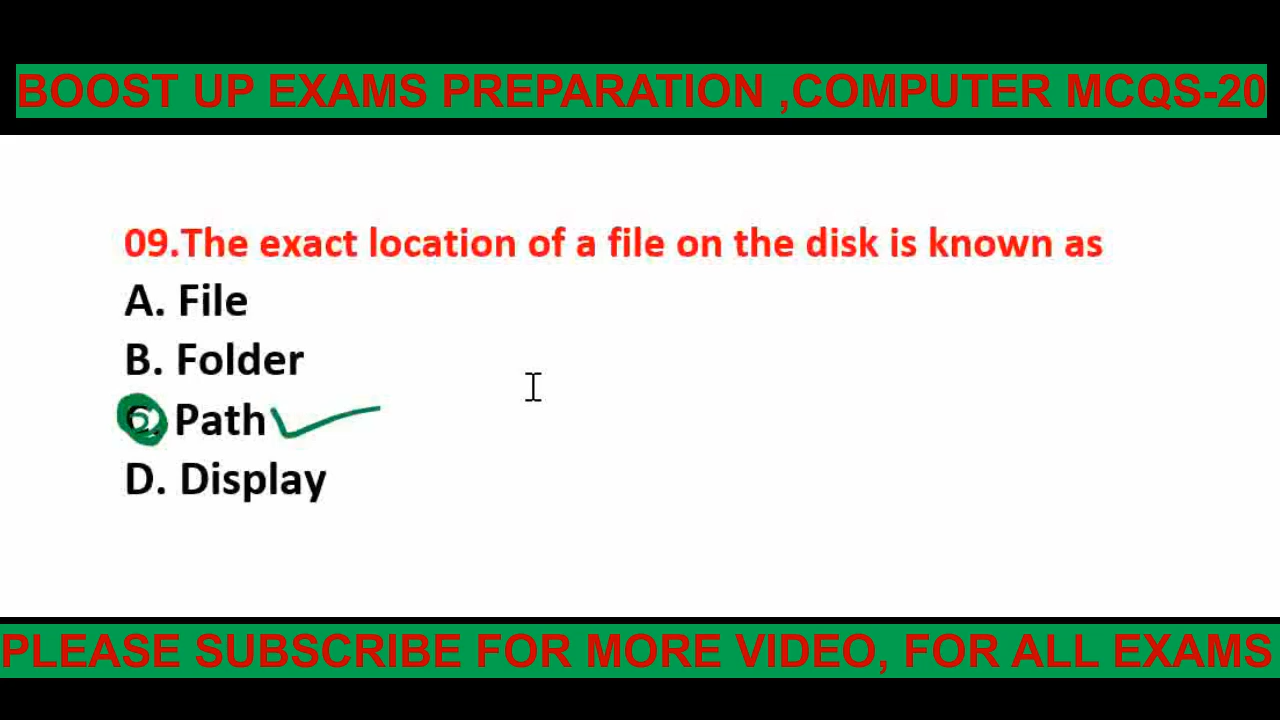 BOOST UP EXAMS PREPARATION ,COMPUTER MCQS-20
09.The exact location of a file on the disk is known as
A. File
B. Folder
C. Path
D. Display
PLEASE SUBSCRIBE FOR MORE VIDEO, FOR ALL EXAMS